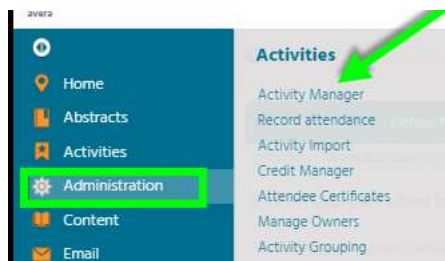 avera
Home
Abstracts
Activities
Administration
Content
Email
Activities
Activity Manager
Record attendance
Activity Import
Credit Manager
Attendee Certificates
Manage Owners
Activity Grouping